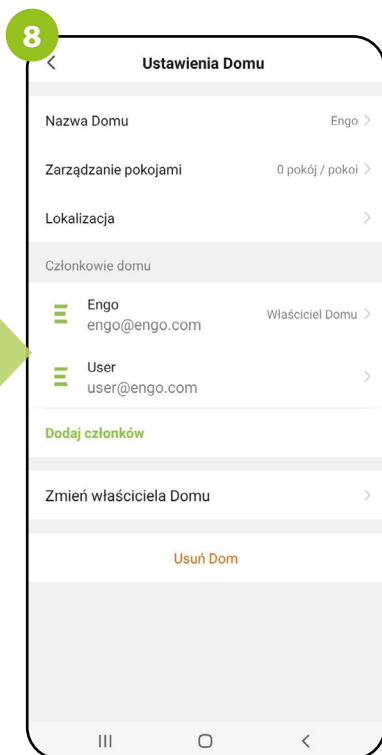 8
Ustawienia Domu
Nazwa Domu Engo
Zarządzanie pokojami 0 pokój / pokoi
Lokalizacja
Członkowie domu
Engo
engo@engo.com Właściciel Domu
User
user@engo.com
Dodaj członków
Zmień właściciela Domu
Usuń Dom